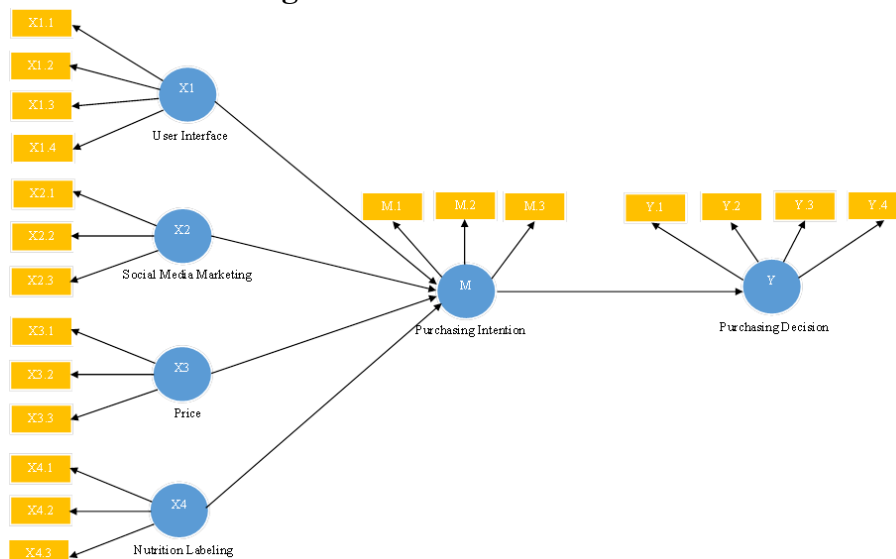 X1.1
X1.2
X1.3
X1.4
X1
User Interface
X2.1
X2.2
X2.3
X2
Social Media Marketing
X3.1
X3.2
X3.3
X3
Price
X4.1
X4.2
X4.3
X4
Nutrition Labeling
M.1
M.2
M.3
M
Purchasing Intention
Y.1
Y.2
Y.3
Y.4
Y
Purchasing Decision